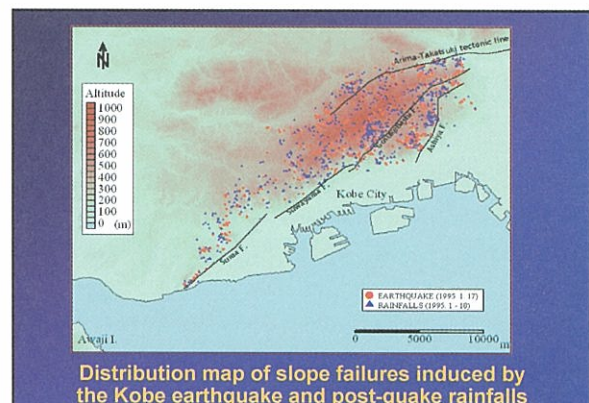 N
Arima-Takatsuki tectonic line
Altitude
1000
900
800
700
600
500
400
300
200
100
0 (m)
Ashiya F.
Suwayama F.
Kobe City
Suma F.
EARTHQUAKE (1995. 1. 17)
RAINFALLS (1995. 1 - 10)
0
5000
10000
m
Awaji I.
Distribution map of slope failures induced by
the Kobe earthquake and post-quake rainfalls